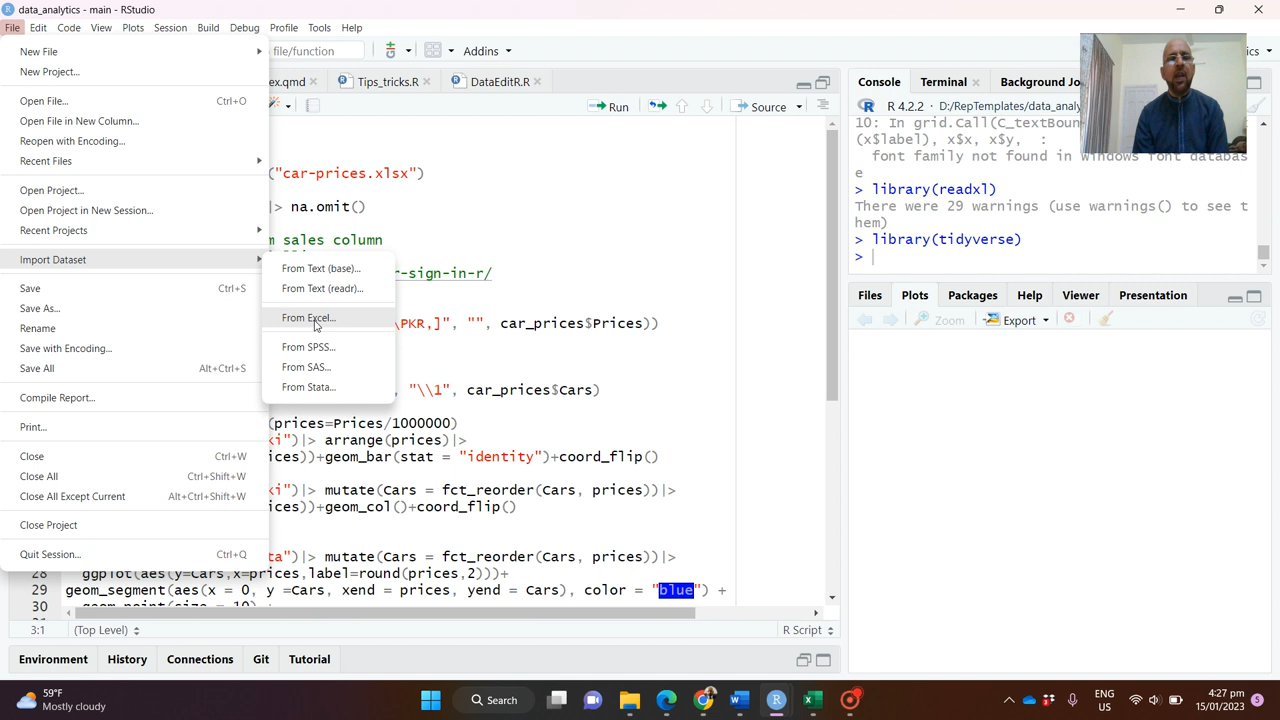 data_analytics - main - RStudio
File Edit Code View Plots Session Build Debug Profile Tools Help
file/function Addins
New File
New Project...
Open File... Ctrl+O
Open File in New Column...
Reopen with Encoding...
Recent Files
Open Project...
Open Project in New Session...
Recent Projects
Import Dataset
Save Ctrl+S
Save As...
Rename
Save with Encoding...
Save All Alt+Ctrl+S
Compile Report...
Print...
Close Ctrl+W
Close All Ctrl+Shift+W
Close All Except Current Alt+Ctrl+Shift+W
Close Project
Quit Session... Ctrl+Q
From Text (base)...
From Text (readr)...
From Excel...
From SPSS...
From SAS...
From Stata...
ex.qmd Tips_tricks.R DataEditR.R
Run Source
("car-prices.xlsx")
|> na.omit()
m sales column
r-sign-in-r/
\PKR,]", "", car_prices$Prices))
, "\\1", car_prices$Cars)
(prices=Prices/1000000)
ki")|> arrange(prices)|>
ices))+geom_bar(stat = "identity")+coord_flip()
ki")|> mutate(Cars = fct_reorder(Cars, prices))|>
ices))+geom_col()+coord_flip()
ta")|> mutate(Cars = fct_reorder(Cars, prices))|>
28 ggplot(aes(y=Cars,x=prices,label=round(prices,2)))+
29 geom_segment(aes(x = 0, y =Cars, xend = prices, yend = Cars), color = "blue") +
30 geom_point(size = 10) +
3:1 (Top Level) R Script
Environment History Connections Git Tutorial
Console Terminal Background Jo
R 4.2.2 · D:/RepTemplates/data_analy
10: In grid.Call(C_textBoun
(x$label), x$x, x$y, :
font family not found in Windows font databas
e
> library(readxl)
There were 29 warnings (use warnings() to see t
hem)
> library(tidyverse)
>
Files Plots Packages Help Viewer Presentation
Zoom Export
59°F
Mostly cloudy
Search
ENG
US
4:27 pm
15/01/2023
5